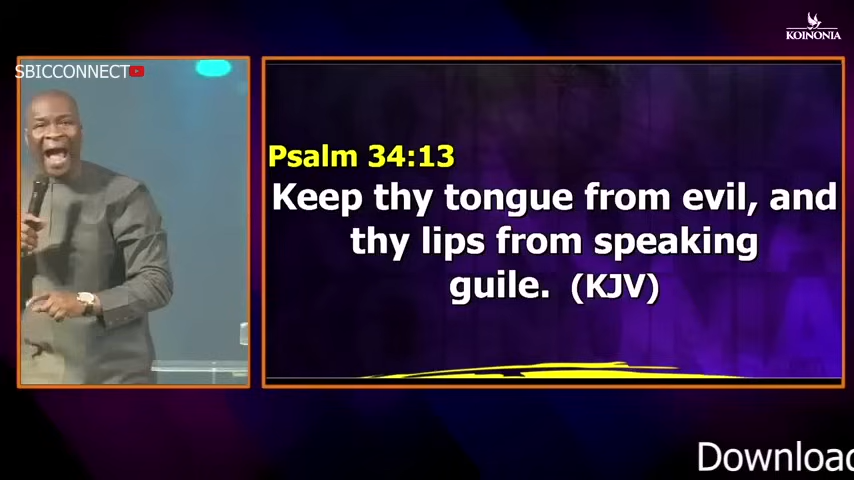 KOINONIA
SBICCONNECT
Psalm 34:13
Keep thy tongue from evil, and
thy lips from speaking
guile. (KJV)
Download